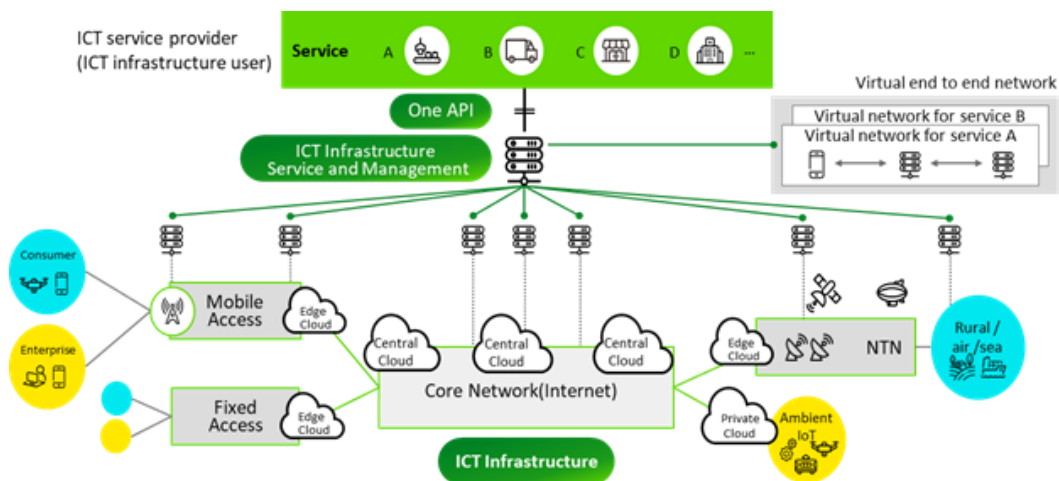 ICT service provider
(ICT infrastructure user)
Service
A
B
C
D
...
One API
ICT Infrastructure
Service and Management
Virtual end to end network
Virtual network for service B
Virtual network for service A
Consumer
Enterprise
Mobile
Access
Edge
Cloud
Fixed
Access
Edge
Cloud
Central
Cloud
Central
Cloud
Central
Cloud
Core Network(Internet)
Edge
Cloud
NTN
Rural /
air /sea
Private
Cloud
Ambient
IoT
ICT Infrastructure